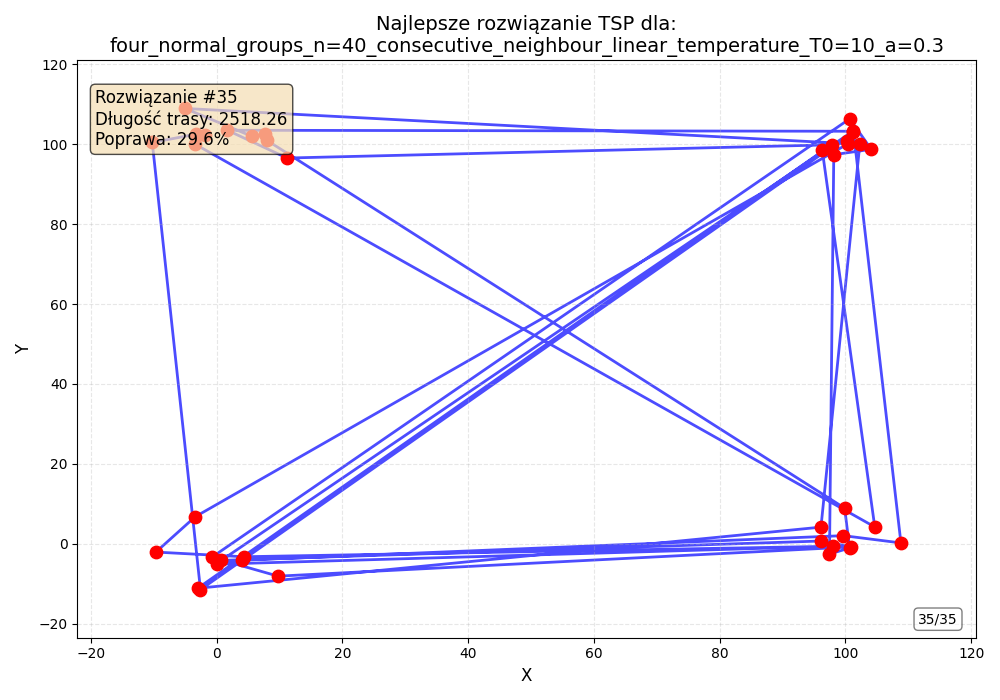 Najlepsze rozwiązanie TSP dla:
four_normal_groups_n=40_consecutive_neighbour_linear_temperature_T0=10_a=0.3
120
100
80
60
40
20
0
−20
Y
Rozwiązanie #35
Długość trasy: 2518.26
Poprawa: 29.6%
35/35
−20
0
20
40
60
80
100
120
X